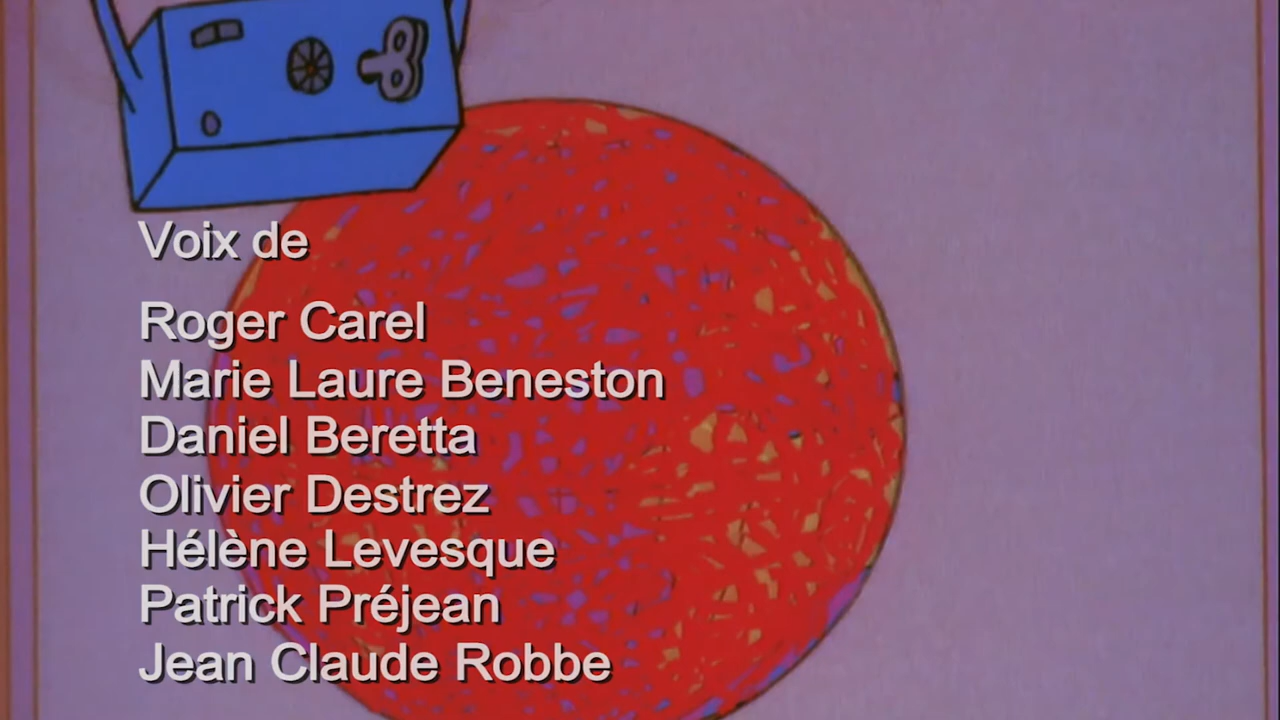 Voix de
Roger Carel
Marie Laure Beneston
Daniel Beretta
Olivier Destrez
Hélène Levesque
Patrick Préjean
Jean Claude Robbe